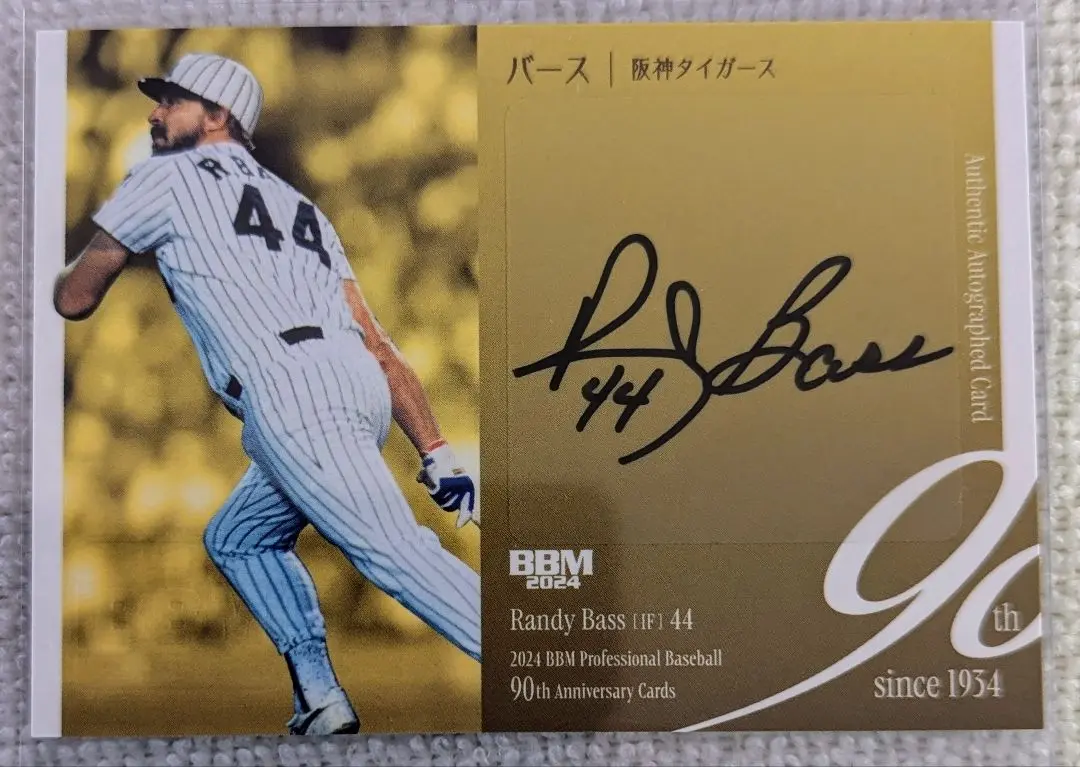 バース | 阪神タイガース
R BA
44
Authentic Autographed Card
Randy Bass
44
BBM
2024
Randy Bass [IF] 44
2024 BBM Professional Baseball
90th Anniversary Cards
90th
since 1934